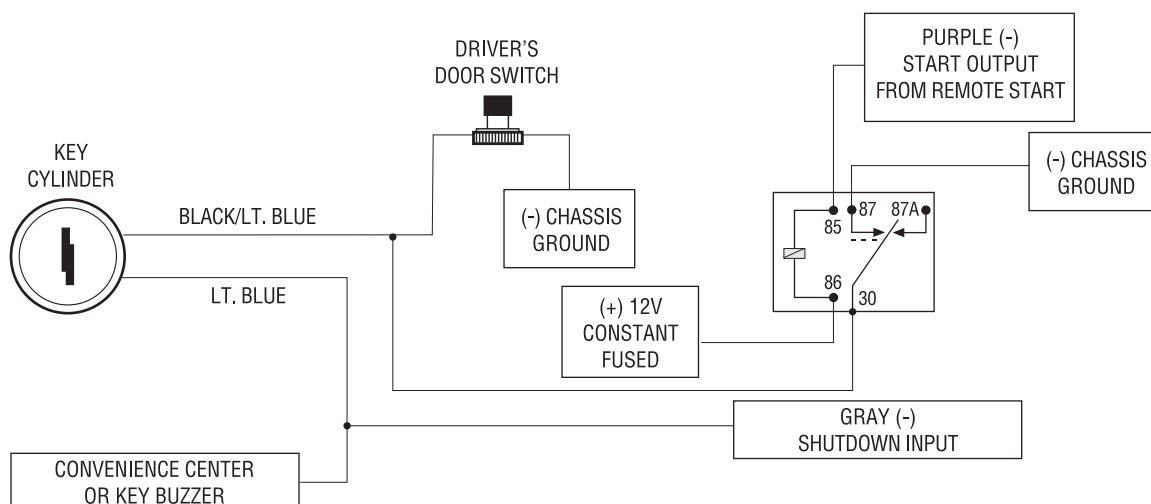 DRIVER'S
DOOR SWITCH
PURPLE (-)
START OUTPUT
FROM REMOTE START
KEY
CYLINDER
(-) CHASSIS
GROUND
BLACK/LT. BLUE
(-) CHASSIS
GROUND
87
87A
85
LT. BLUE
86
30
(+) 12V
CONSTANT
FUSED
GRAY (-)
SHUTDOWN INPUT
CONVENIENCE CENTER
OR KEY BUZZER